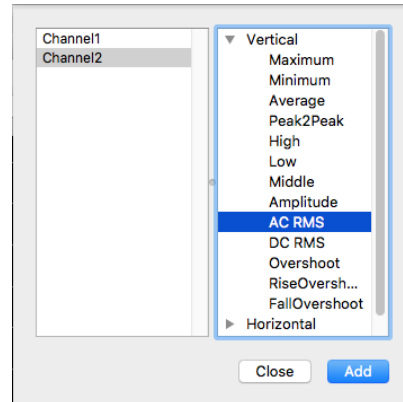 Channel1
Channel2
Vertical
Maximum
Minimum
Average
Peak2Peak
High
Low
Middle
Amplitude
AC RMS
DC RMS
Overshoot
RiseOversh...
FallOvershoot
Horizontal
Close
Add